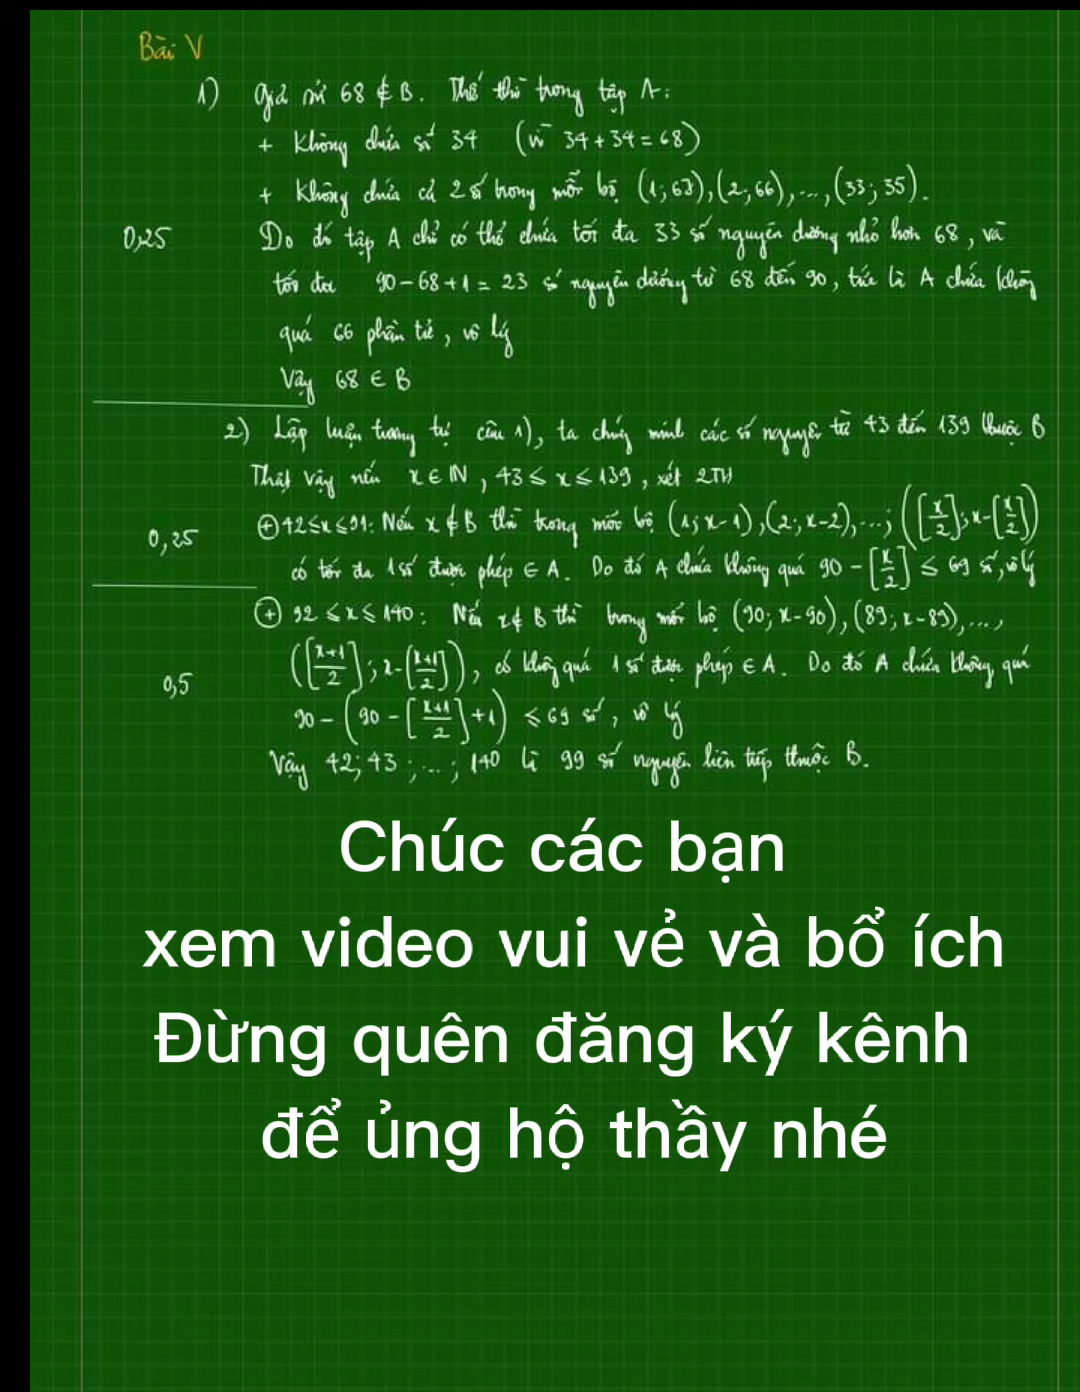 Bài V
1) Giả sử 68 ∉ B. Thế thì trong tập A:
+ Không chứa số 34 (vì 34+34=68)
+ Không chứa cả 2 số trong mỗi bộ (1;67),(2;66),...,(33;35).
0,25 Do đó tập A chỉ có thể chứa tối đa 33 số nguyên dương nhỏ hơn 68, và
tối đa 90-68+1=23 số nguyên dương từ 68 đến 90, tức là A chứa không
quá 66 phần tử, vô lý
Vậy 68 ∈ B
2) Lập luận tương tự câu 1), ta chứng minh các số nguyên từ 43 đến 139 thuộc B
Thật vậy nếu x ∈ ℕ, 43 ≤ x ≤ 139, xét 2TH
0,25 ⊕ 42≤x≤91: Nếu x ∉ B thì trong mỗi bộ (1;x-1),(2;x-2),...;([x/2];x-[x/2])
có tối đa 1 số được phép ∈ A. Do đó A chứa không quá 90-[x/2] ≤ 69 số, vô lý
⊕ 92 ≤ x ≤ 140: Nếu x ∉ B thì trong mỗi bộ (90;x-90),(89;x-89),...,
0,5 ([x+1/2];x-[x+1/2]), có không quá 1 số được phép ∈ A. Do đó A chứa không quá
90-(90-[x+1/2]+1) ≤ 69 số, vô lý
Vậy 42;43;...;140 là 99 số nguyên liên tiếp thuộc B.
Chúc các bạn
xem video vui vẻ và bổ ích
Đừng quên đăng ký kênh
để ủng hộ thầy nhé